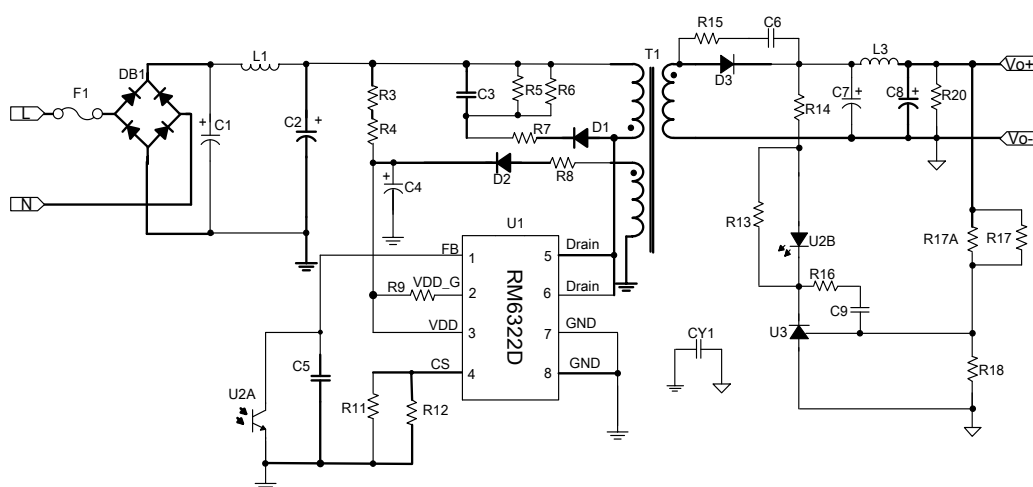 R15
C6
T1
L1
DB1
D3
L3
Vo+
F1
L
C1
C2
R3
R4
C3
R5
R6
R7
D1
R14
C7
C8
R20
Vo-
C4
D2
R8
N
R13
U2B
R17A
R17
U1
FB
1
Drain
5
R9
VDD_G
2
RM6322D
Drain
6
R16
C9
VDD
3
GND
7
CY1
U3
CS
4
GND
8
C5
U2A
R11
R12
R18
+
+
+
+
+